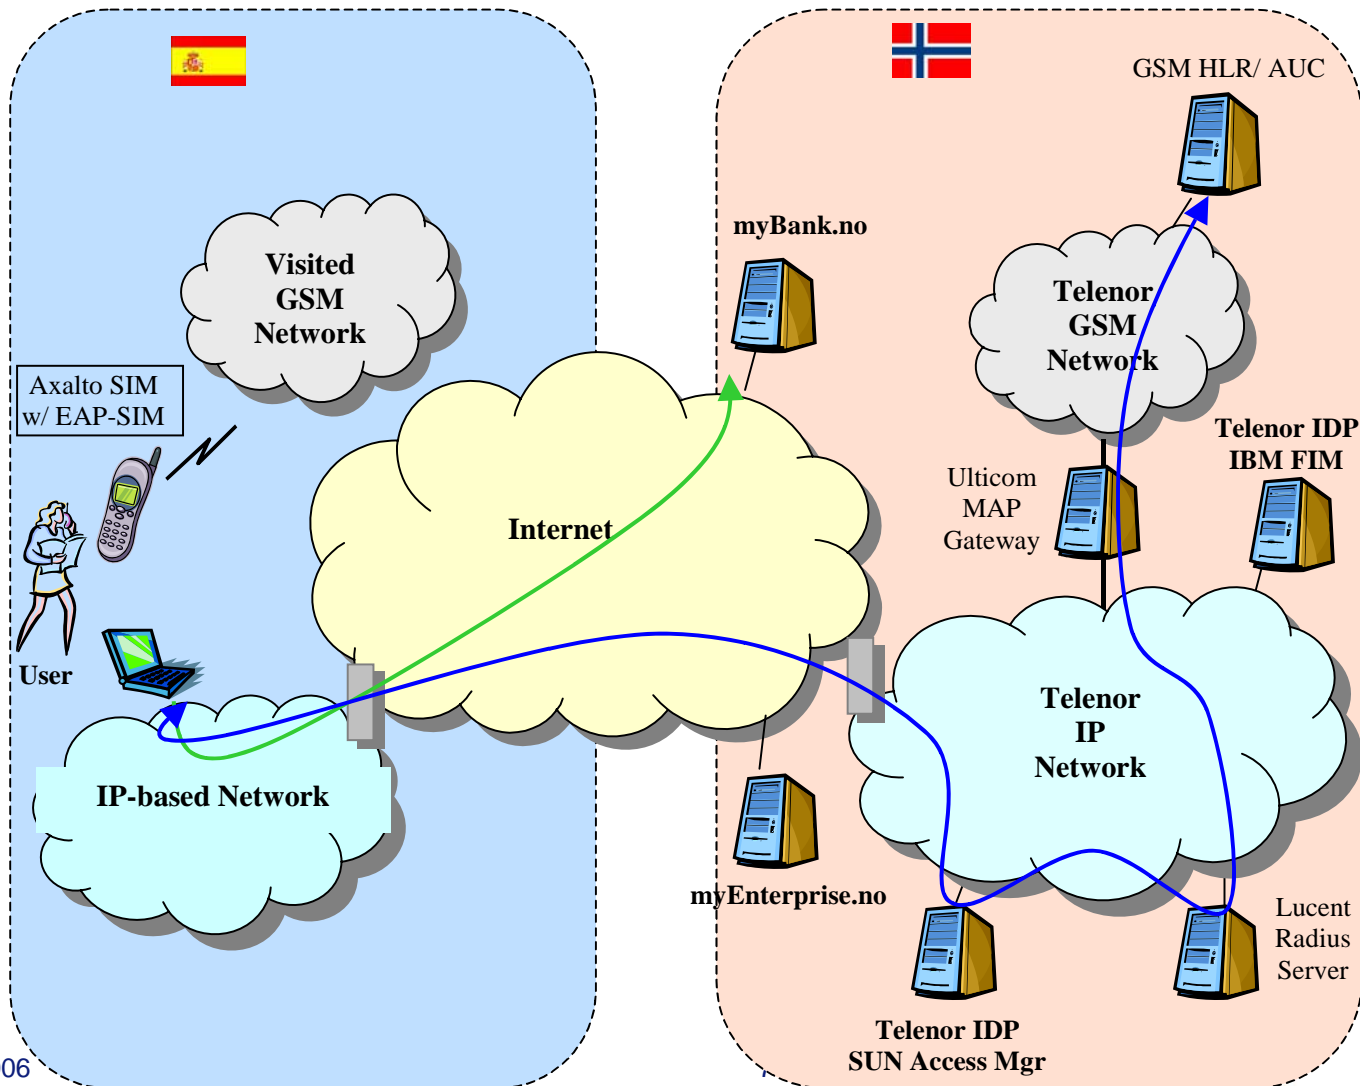 GSM HLR/ AUC
myBank.no
Visited
GSM
Network
Telenor
GSM
Network
Axalto SIM
w/ EAP-SIM
Telenor IDP
IBM FIM
Ulticom
MAP
Gateway
Internet
User
Telenor
IP
Network
IP-based Network
myEnterprise.no
Lucent
Radius
Server
Telenor IDP
SUN Access Mgr
06